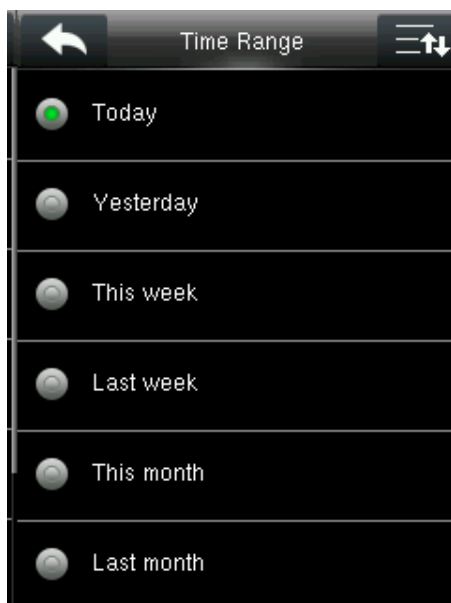 Time Range
Today
Yesterday
This week
Last week
This month
Last month